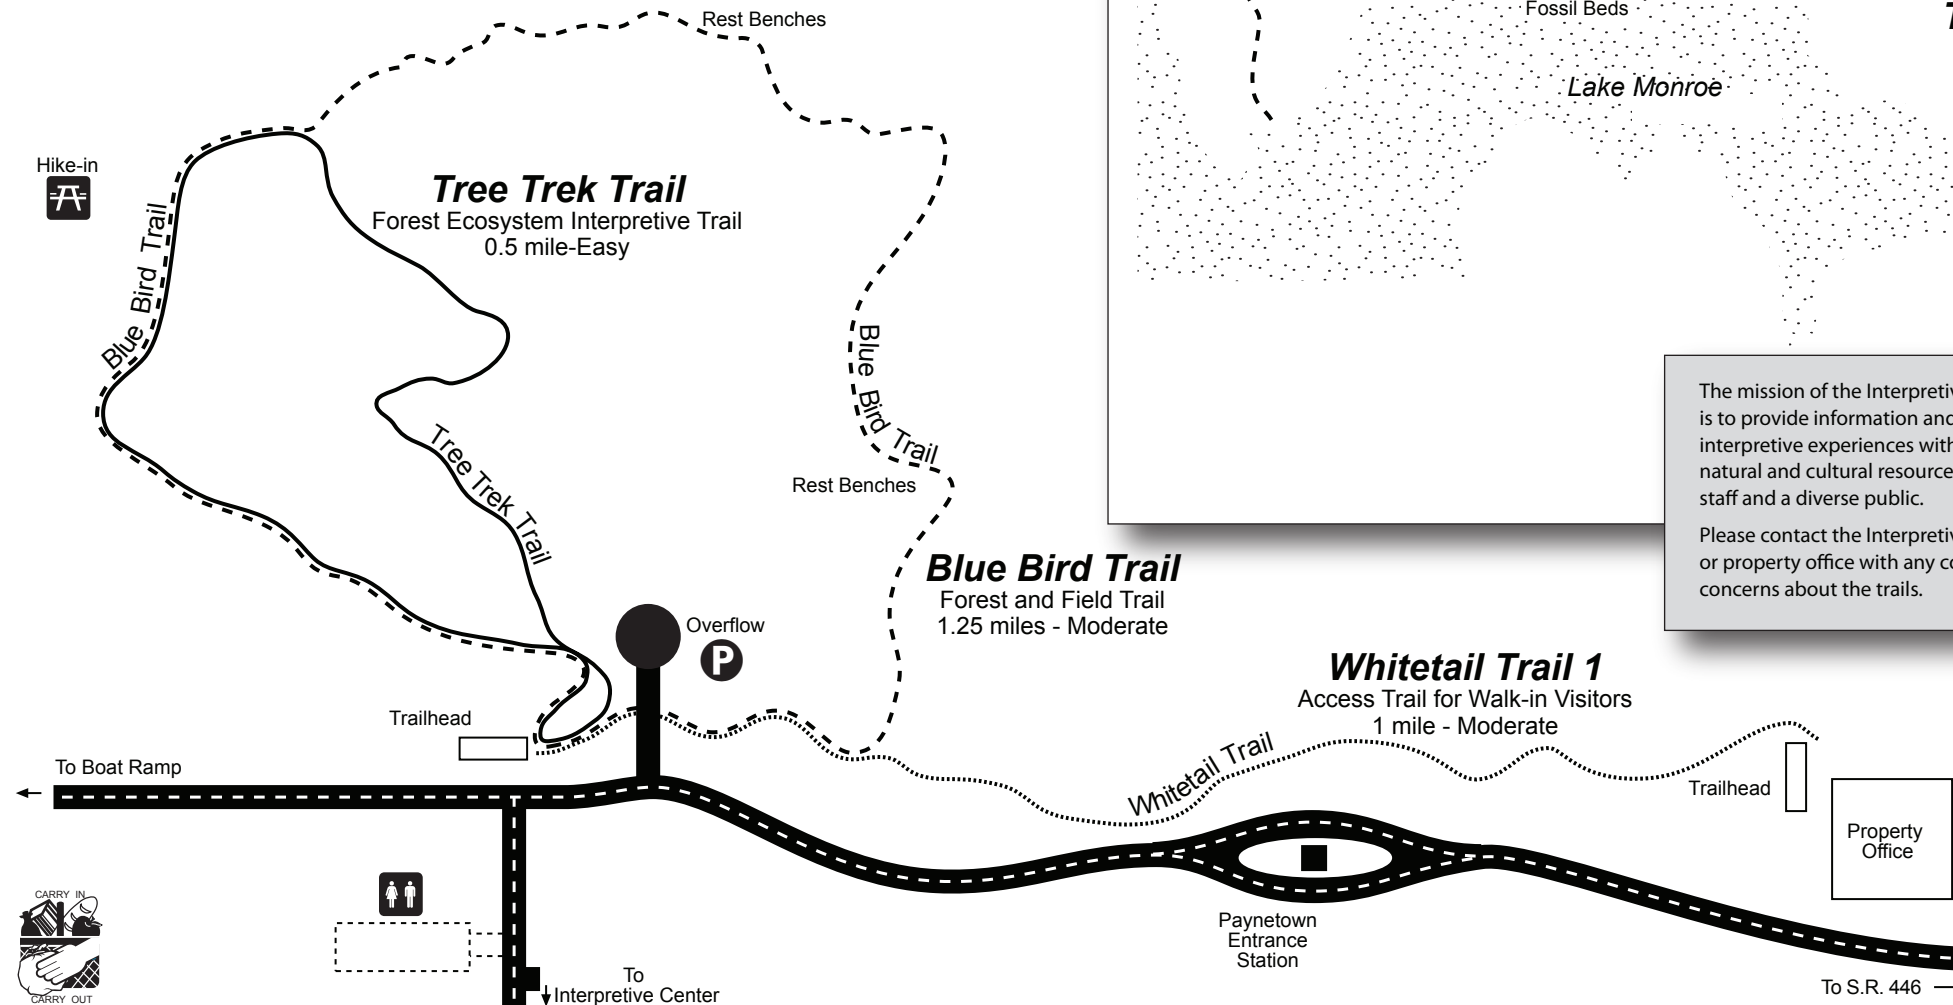 Rest Benches
Fossil Beds
Lake Monroe
Hike-in
Tree Trek Trail
Forest Ecosystem Interpretive Trail
0.5 mile-Easy
Blue Bird Trail
Blue Bird Trail
Tree Trek Trail
Rest Benches
The mission of the Interpretiv
is to provide information and
interpretive experiences with
natural and cultural resource
staff and a diverse public.
Please contact the Interpretiv
or property office with any co
concerns about the trails.
Blue Bird Trail
Forest and Field Trail
1.25 miles - Moderate
Overflow
P
Whitetail Trail 1
Access Trail for Walk-in Visitors
1 mile - Moderate
Trailhead
Whitetail Trail
To Boat Ramp
Trailhead
Property
Office
CARRY IN
CARRY OUT
Paynetown
Entrance
Station
To
Interpretive Center
To S.R. 446